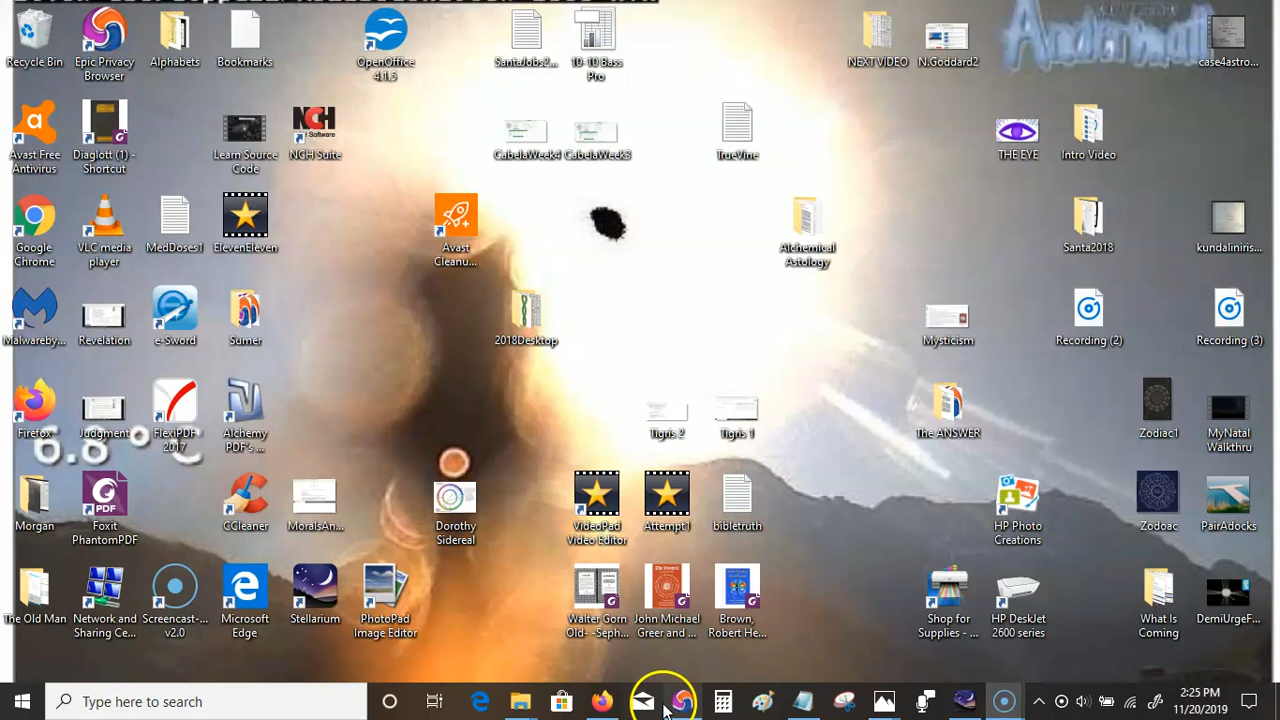 Recycle Bin
Epic Privacy
Browser
Alphabets
Bookmarks
OpenOffice
4.1.5
SantaJobs2...
10-10 Bass
Pro
NEXT VIDEO
N.Goddard2
case4astro...
Avast Free
Antivirus
Diaglott (1) -
Shortcut
Learn Source
Code
NCH
Software
NCH Suite
CabelaWeek4
CabelaWeek3
TrueVine
THE EYE
Intro Video
Google
Chrome
VLC media
player
MedDoses1
ElevenEleven
Avast
Cleanu...
Alchemical
Astology
Santa2018
kundaliniris...
Malwareby...
Revelation
e-Sword
Sumer
2018Desktop
Mysticism
Recording (2)
Recording (3)
Firefox
Judgment
FlexiPDF
2017
Alchemy
PDF's ...
Tigris 2
Tigris 1
The ANSWER
Zodiac1
MyNatal
Walkthru
6.8°C
Morgan
PDF
Foxit
PhantomPDF
CCleaner
MoralsAn...
Dorothy
Sidereal
VideoPad
Video Editor
Attempt1
bibletruth
HP Photo
Creations
Zodoac
PairAdocks
The Old Man
Network and
Sharing Ce...
Screencast-...
v2.0
Microsoft
Edge
Stellarium
PhotoPad
Image Editor
Walter Gorn
Old- -Seph...
John Michael
Greer and ...
Brown,
Robert He...
Shop for
Supplies - ...
HP DeskJet
2600 series
What Is
Coming
DemiUrgeF...
Type here to search
2:25 PM
11/20/2019